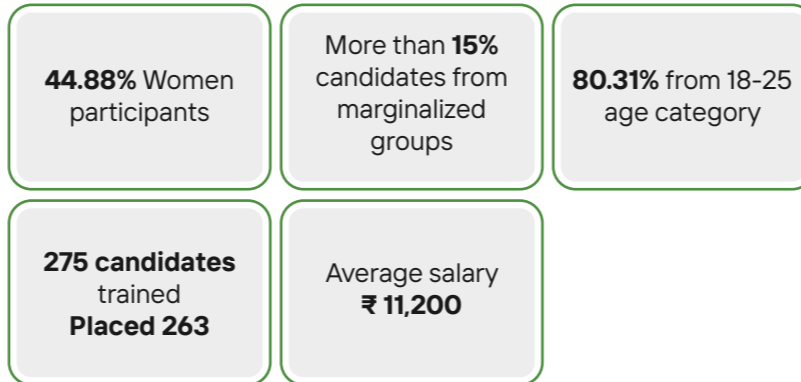 44.88% Women
participants
More than 15%
candidates from
marginalized
groups
80.31% from 18-25
age category
275 candidates
trained
Placed 263
Average salary
₹ 11,200